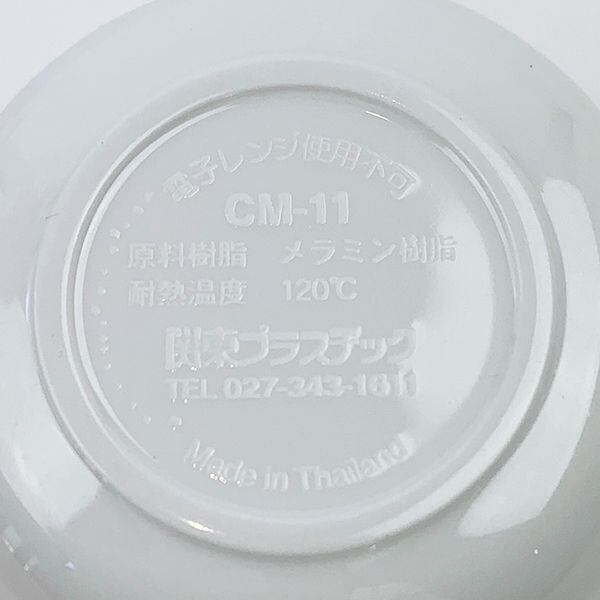 電子レンジ使用不可
CM-11
原料樹脂 メラミン樹脂
耐熱温度 120℃
関東プラスチック
TEL 027-343-1611
Made in Thailand